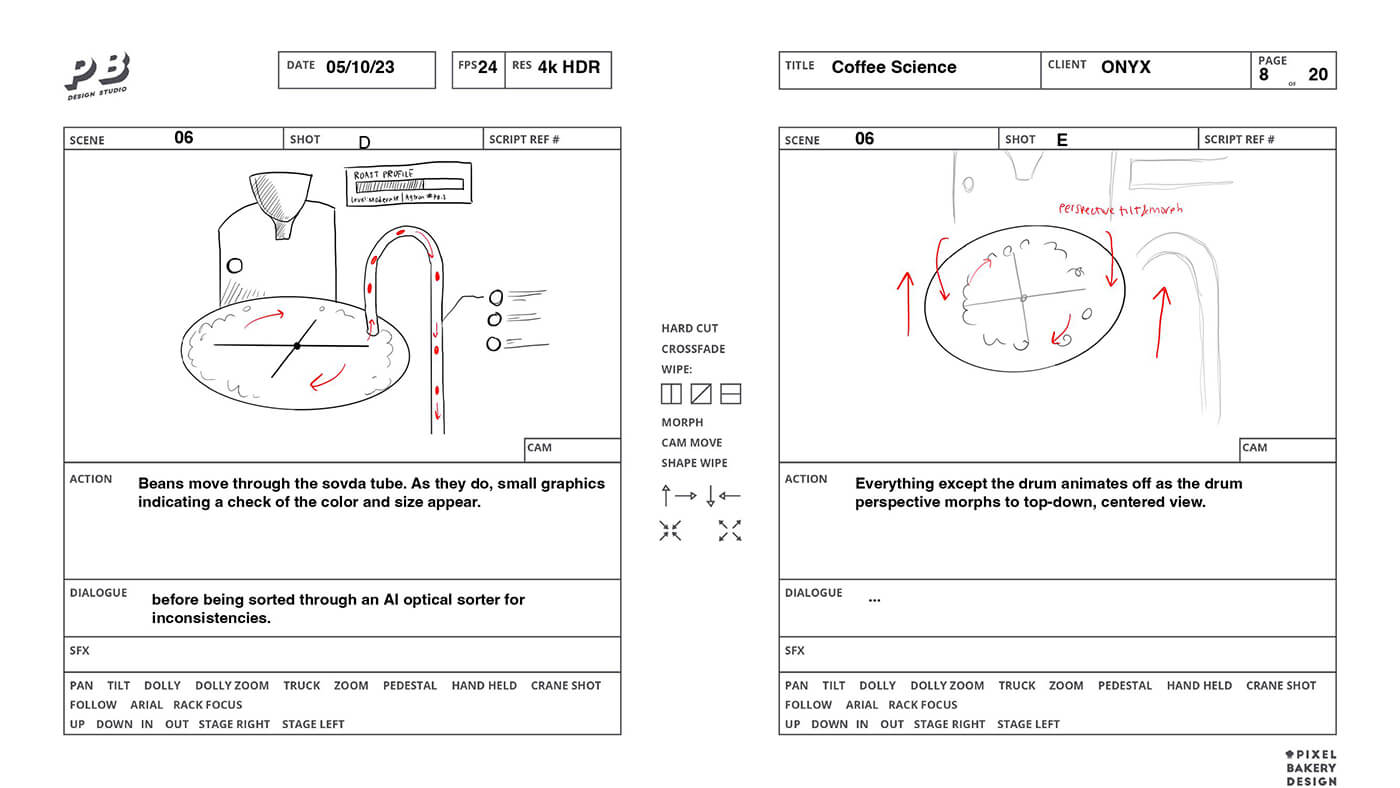 PB
DESIGN STUDIO
DATE 05/10/23
FPS 24 RES 4k HDR
TITLE Coffee Science
CLIENT ONYX
PAGE
8 OF 20
SCENE 06 SHOT D SCRIPT REF #
ROAST PROFILE
Level: Moderate | Agtron #
CAM
ACTION Beans move through the sovda tube. As they do, small graphics
indicating a check of the color and size appear.
DIALOGUE before being sorted through an AI optical sorter for
inconsistencies.
SFX
PAN TILT DOLLY DOLLY ZOOM TRUCK ZOOM PEDESTAL HAND HELD CRANE SHOT
FOLLOW ARIAL RACK FOCUS
UP DOWN IN OUT STAGE RIGHT STAGE LEFT
HARD CUT
CROSSFADE
WIPE:
MORPH
CAM MOVE
SHAPE WIPE
SCENE 06 SHOT E SCRIPT REF #
perspective tilt/morph
CAM
ACTION Everything except the drum animates off as the drum
perspective morphs to top-down, centered view.
DIALOGUE ...
SFX
PAN TILT DOLLY DOLLY ZOOM TRUCK ZOOM PEDESTAL HAND HELD CRANE SHOT
FOLLOW ARIAL RACK FOCUS
UP DOWN IN OUT STAGE RIGHT STAGE LEFT
PIXEL
BAKERY
DESIGN